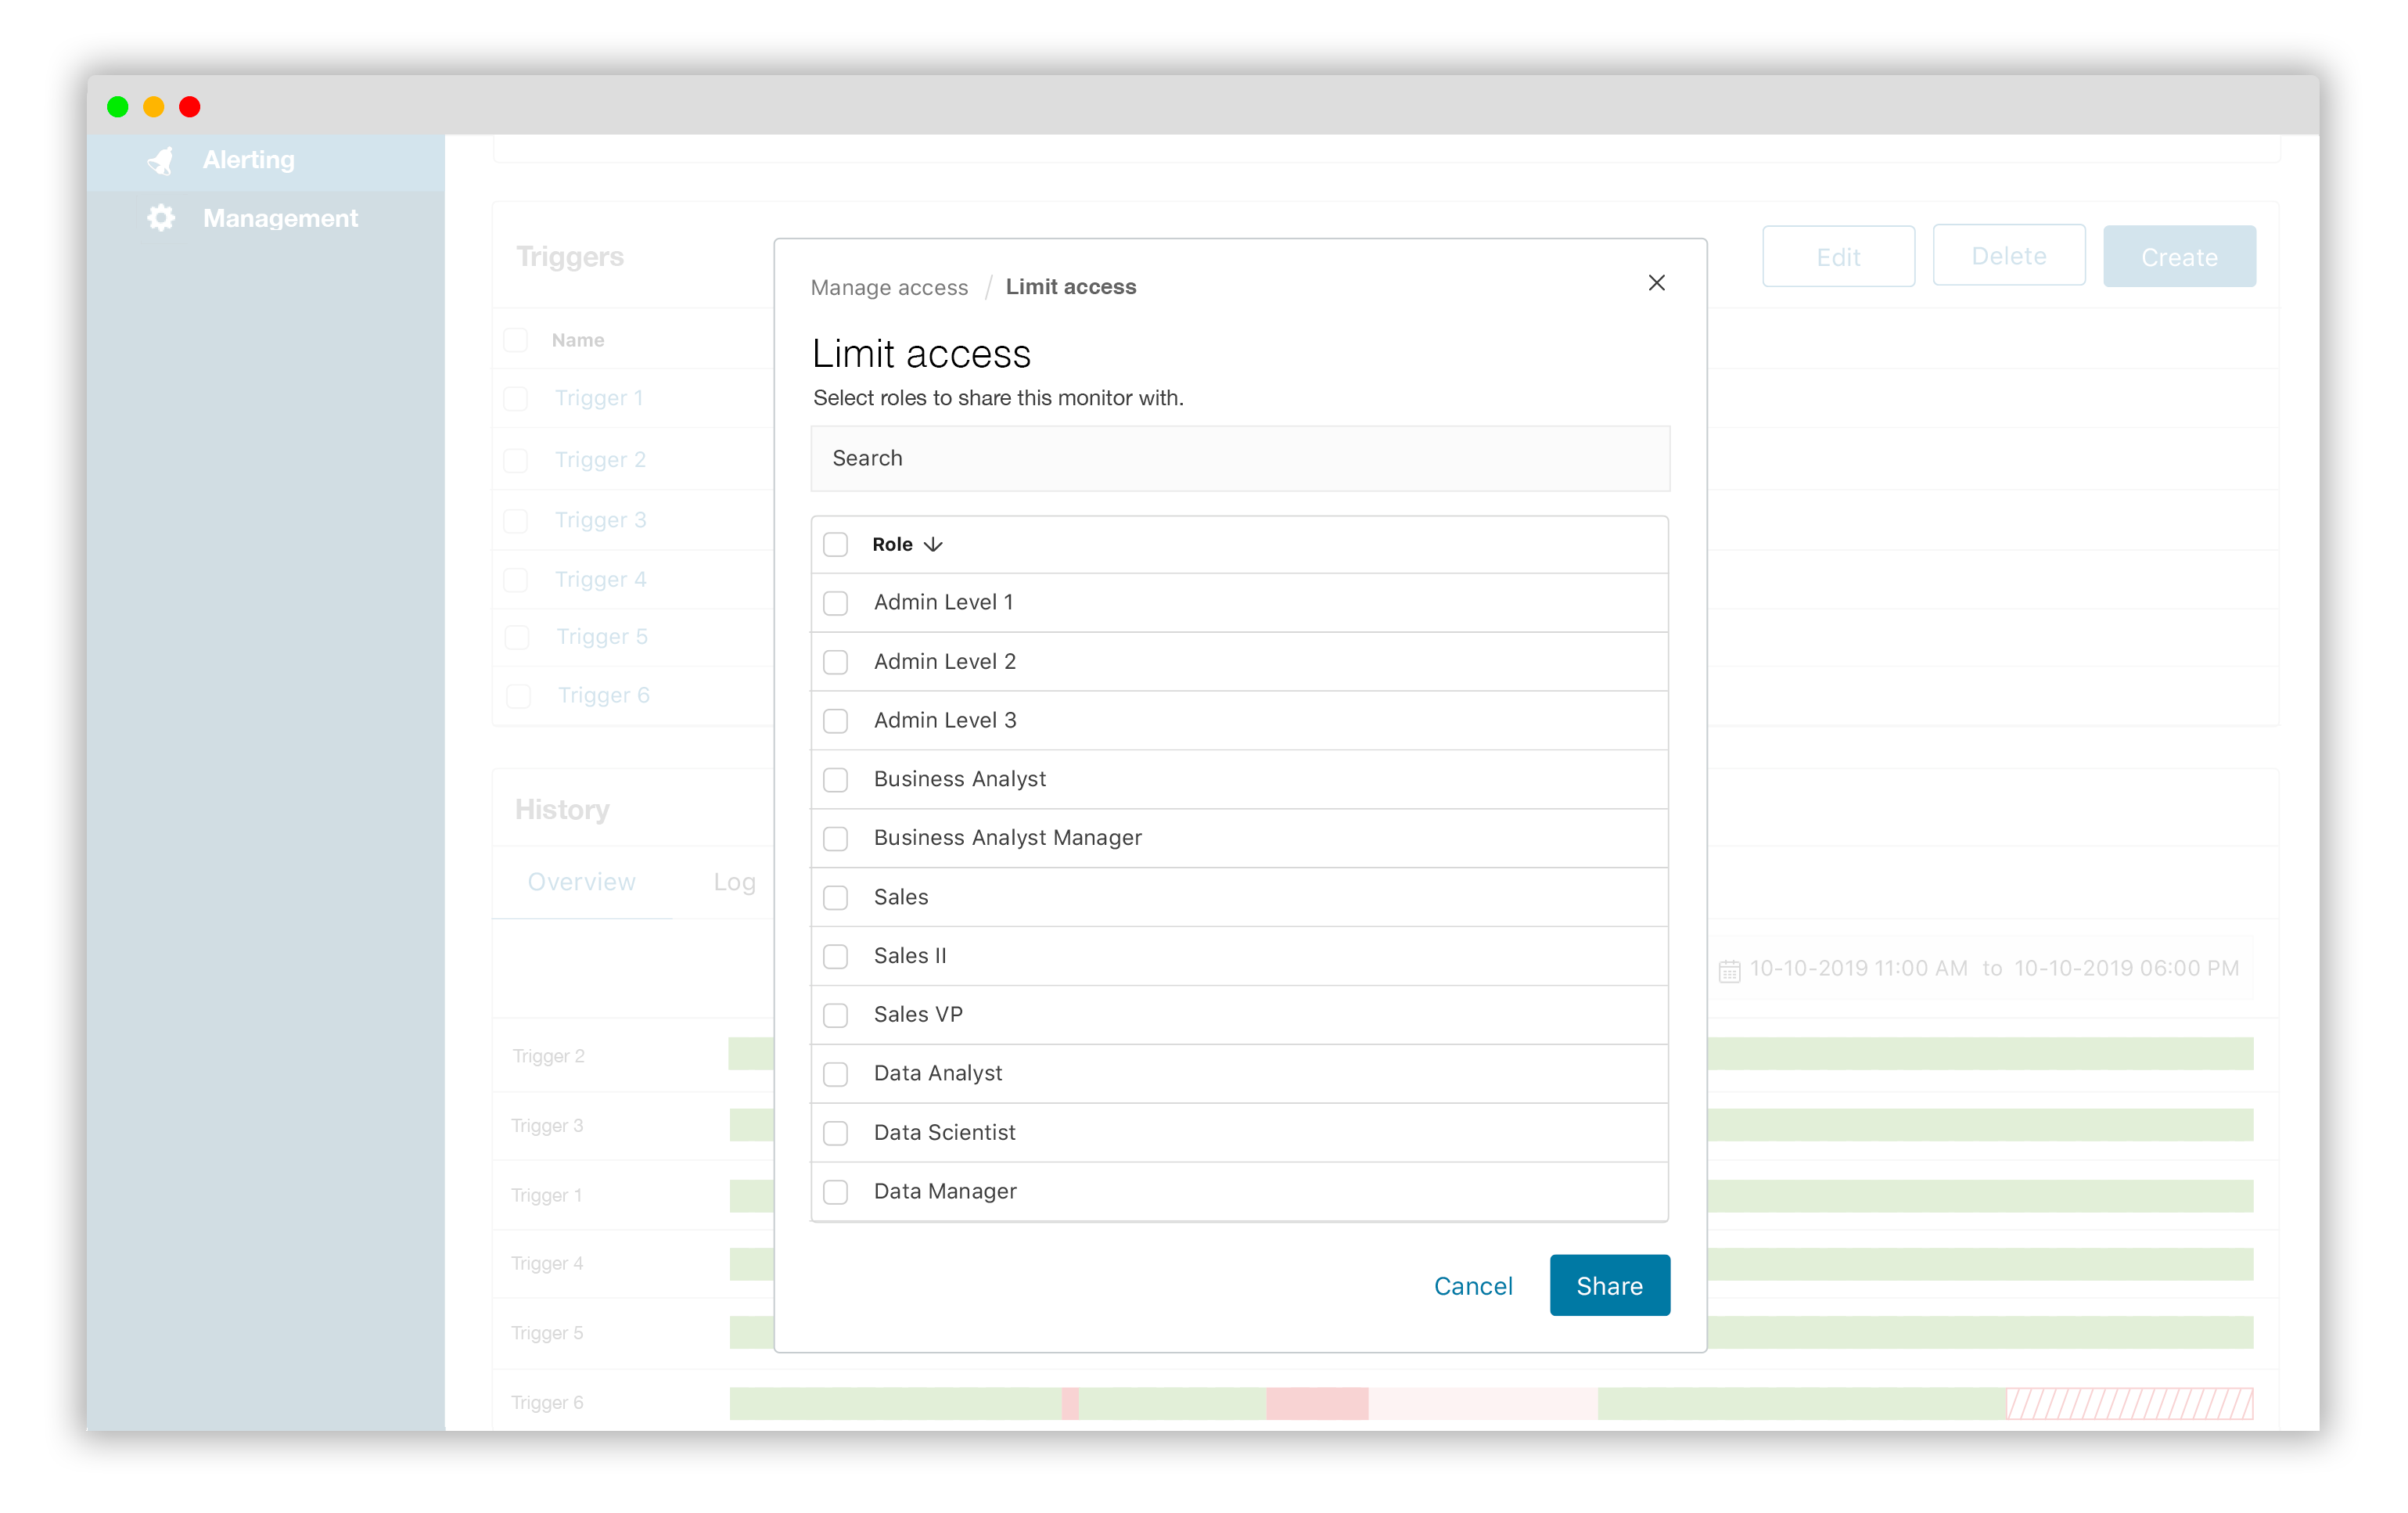 Alerting
Management
Triggers
Edit
Delete
Create
Name
Trigger 1
Trigger 2
Trigger 3
Trigger 4
Trigger 5
Trigger 6
Manage access / Limit access
Limit access
Select roles to share this monitor with.
Search
Role
Admin Level 1
Admin Level 2
Admin Level 3
Business Analyst
Business Analyst Manager
Sales
Sales II
Sales VP
Data Analyst
Data Scientist
Data Manager
Cancel
Share
History
Overview
Log
10-10-2019 11:00 AM to 10-10-2019 06:00 PM
Trigger 2
Trigger 3
Trigger 1
Trigger 4
Trigger 5
Trigger 6